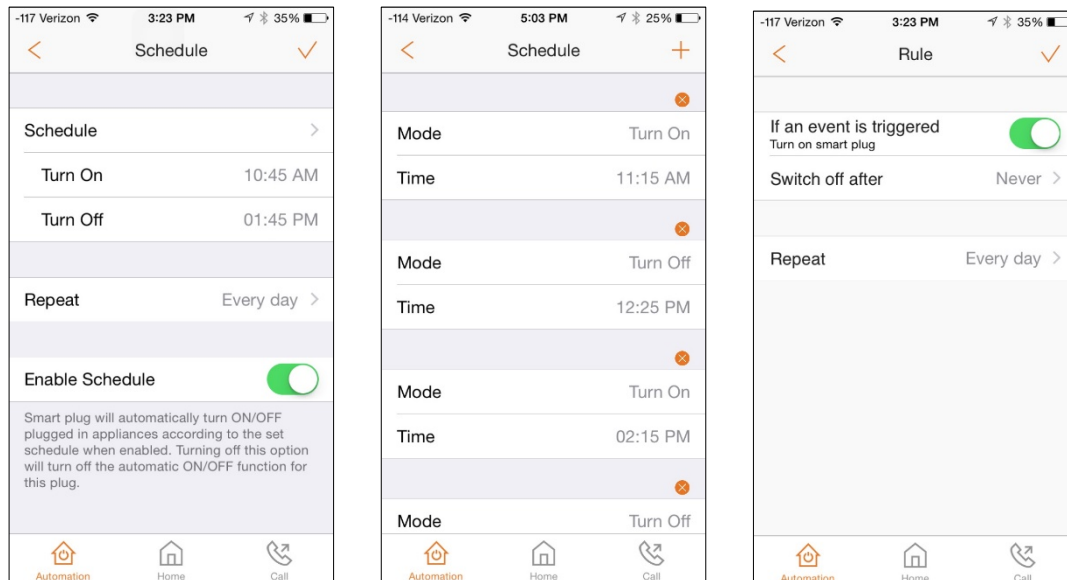 -117 Verizon 3:23 PM 35%
Schedule
Schedule
Turn On 10:45 AM
Turn Off 01:45 PM
Repeat Every day
Enable Schedule
Smart plug will automatically turn ON/OFF
plugged in appliances according to the set
schedule when enabled. Turning off this option
will turn off the automatic ON/OFF function for
this plug.
Automation Home Call
-114 Verizon 5:03 PM 25%
Schedule
Mode Turn On
Time 11:15 AM
Mode Turn Off
Time 12:25 PM
Mode Turn On
Time 02:15 PM
Mode Turn Off
Automation Home Call
-117 Verizon 3:23 PM 35%
Rule
If an event is triggered
Turn on smart plug
Switch off after Never
Repeat Every day
Automation Home Call